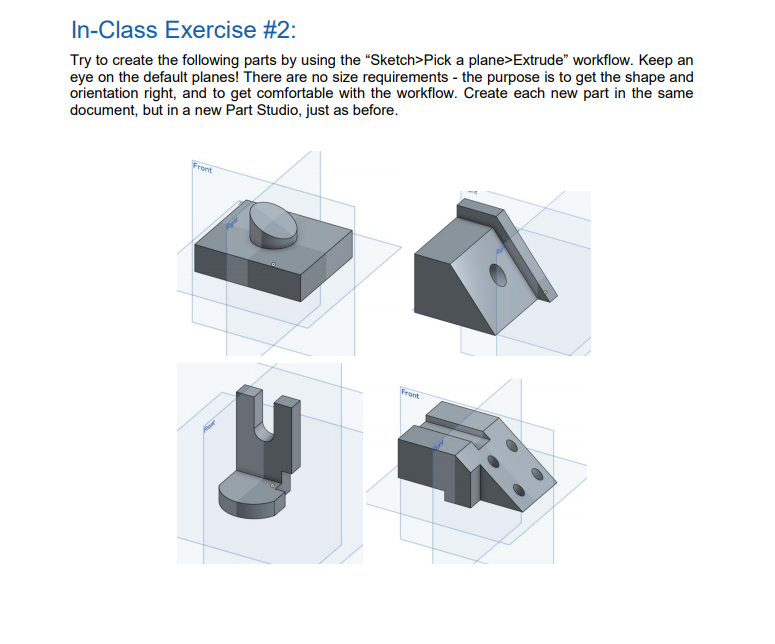 In-Class Exercise #2:
Try to create the following parts by using the “Sketch>Pick a plane>Extrude” workflow. Keep an
eye on the default planes! There are no size requirements - the purpose is to get the shape and
orientation right, and to get comfortable with the workflow. Create each new part in the same
document, but in a new Part Studio, just as before.
Front
Front